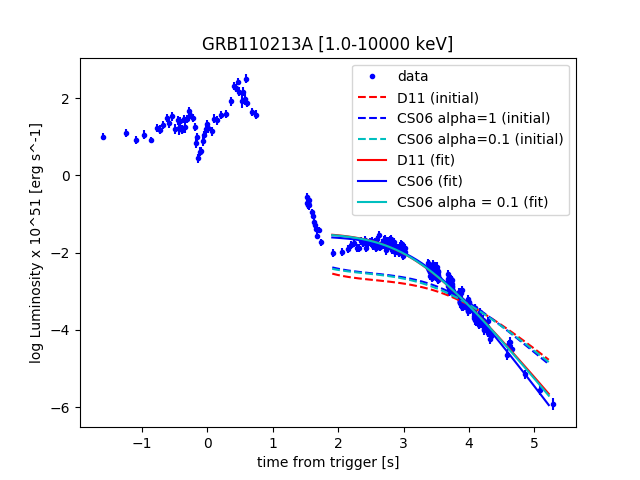 GRB110213A [1.0-10000 keV]
data
D11 (initial)
CS06 alpha=1 (initial)
CS06 alpha=0.1 (initial)
D11 (fit)
CS06 (fit)
CS06 alpha = 0.1 (fit)
log Luminosity x 10^51 [erg s^-1]
2
0
−2
−4
−6
−1
0
1
2
3
4
5
time from trigger [s]